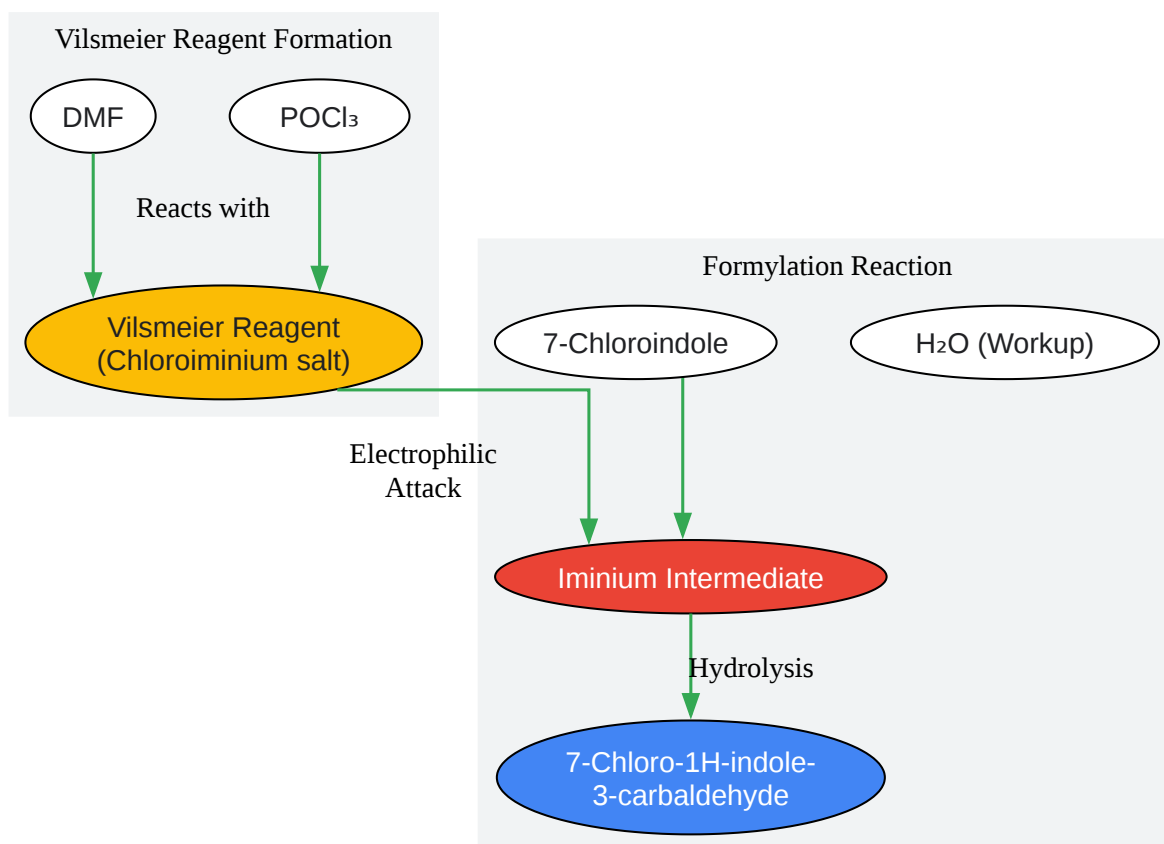 Vilsmeier Reagent Formation
DMF
POCl₃
Reacts with
Vilsmeier Reagent
(Chloroiminium salt)
Formylation Reaction
7-Chloroindole
H₂O (Workup)
Electrophilic
Attack
Iminium Intermediate
Hydrolysis
7-Chloro-1H-indole-
3-carbaldehyde